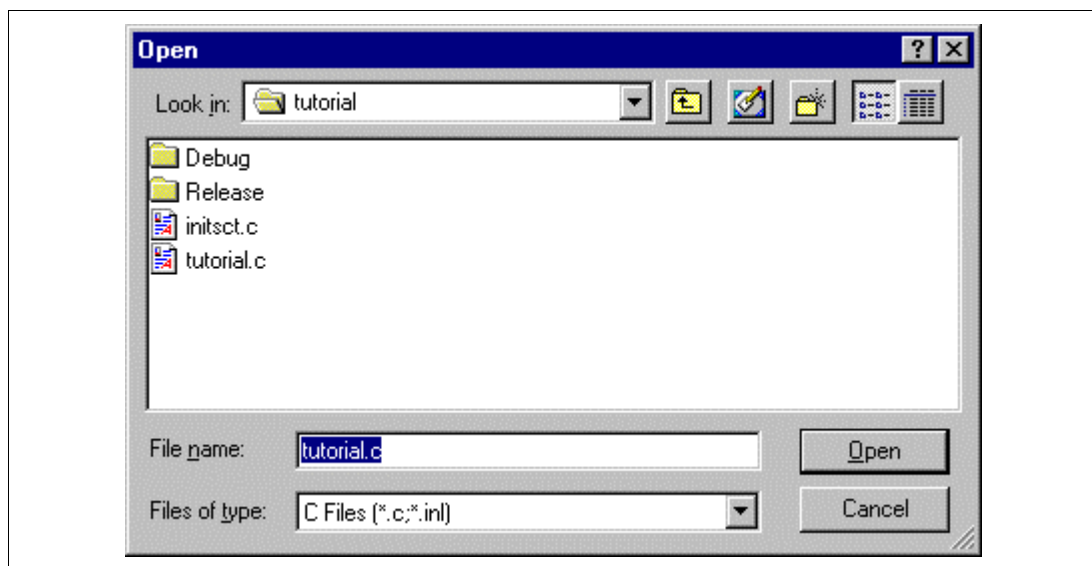 Open
Look in: tutorial
Debug
Release
initsct.c
tutorial.c
File name: tutorial.c Open
Files of type: C Files (*.c;*.inl) Cancel